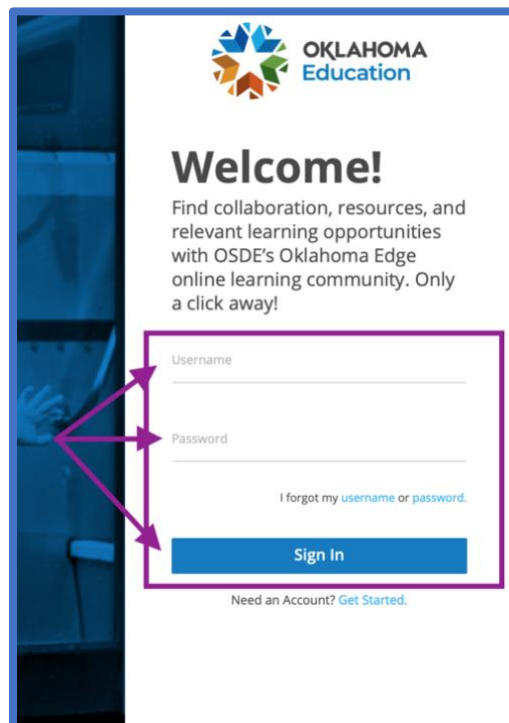 OKLAHOMA
Education
Welcome!
Find collaboration, resources, and
relevant learning opportunities
with OSDE's Oklahoma Edge
online learning community. Only
a click away!
Username
Password
I forgot my username or password.
Sign In
Need an Account? Get Started.